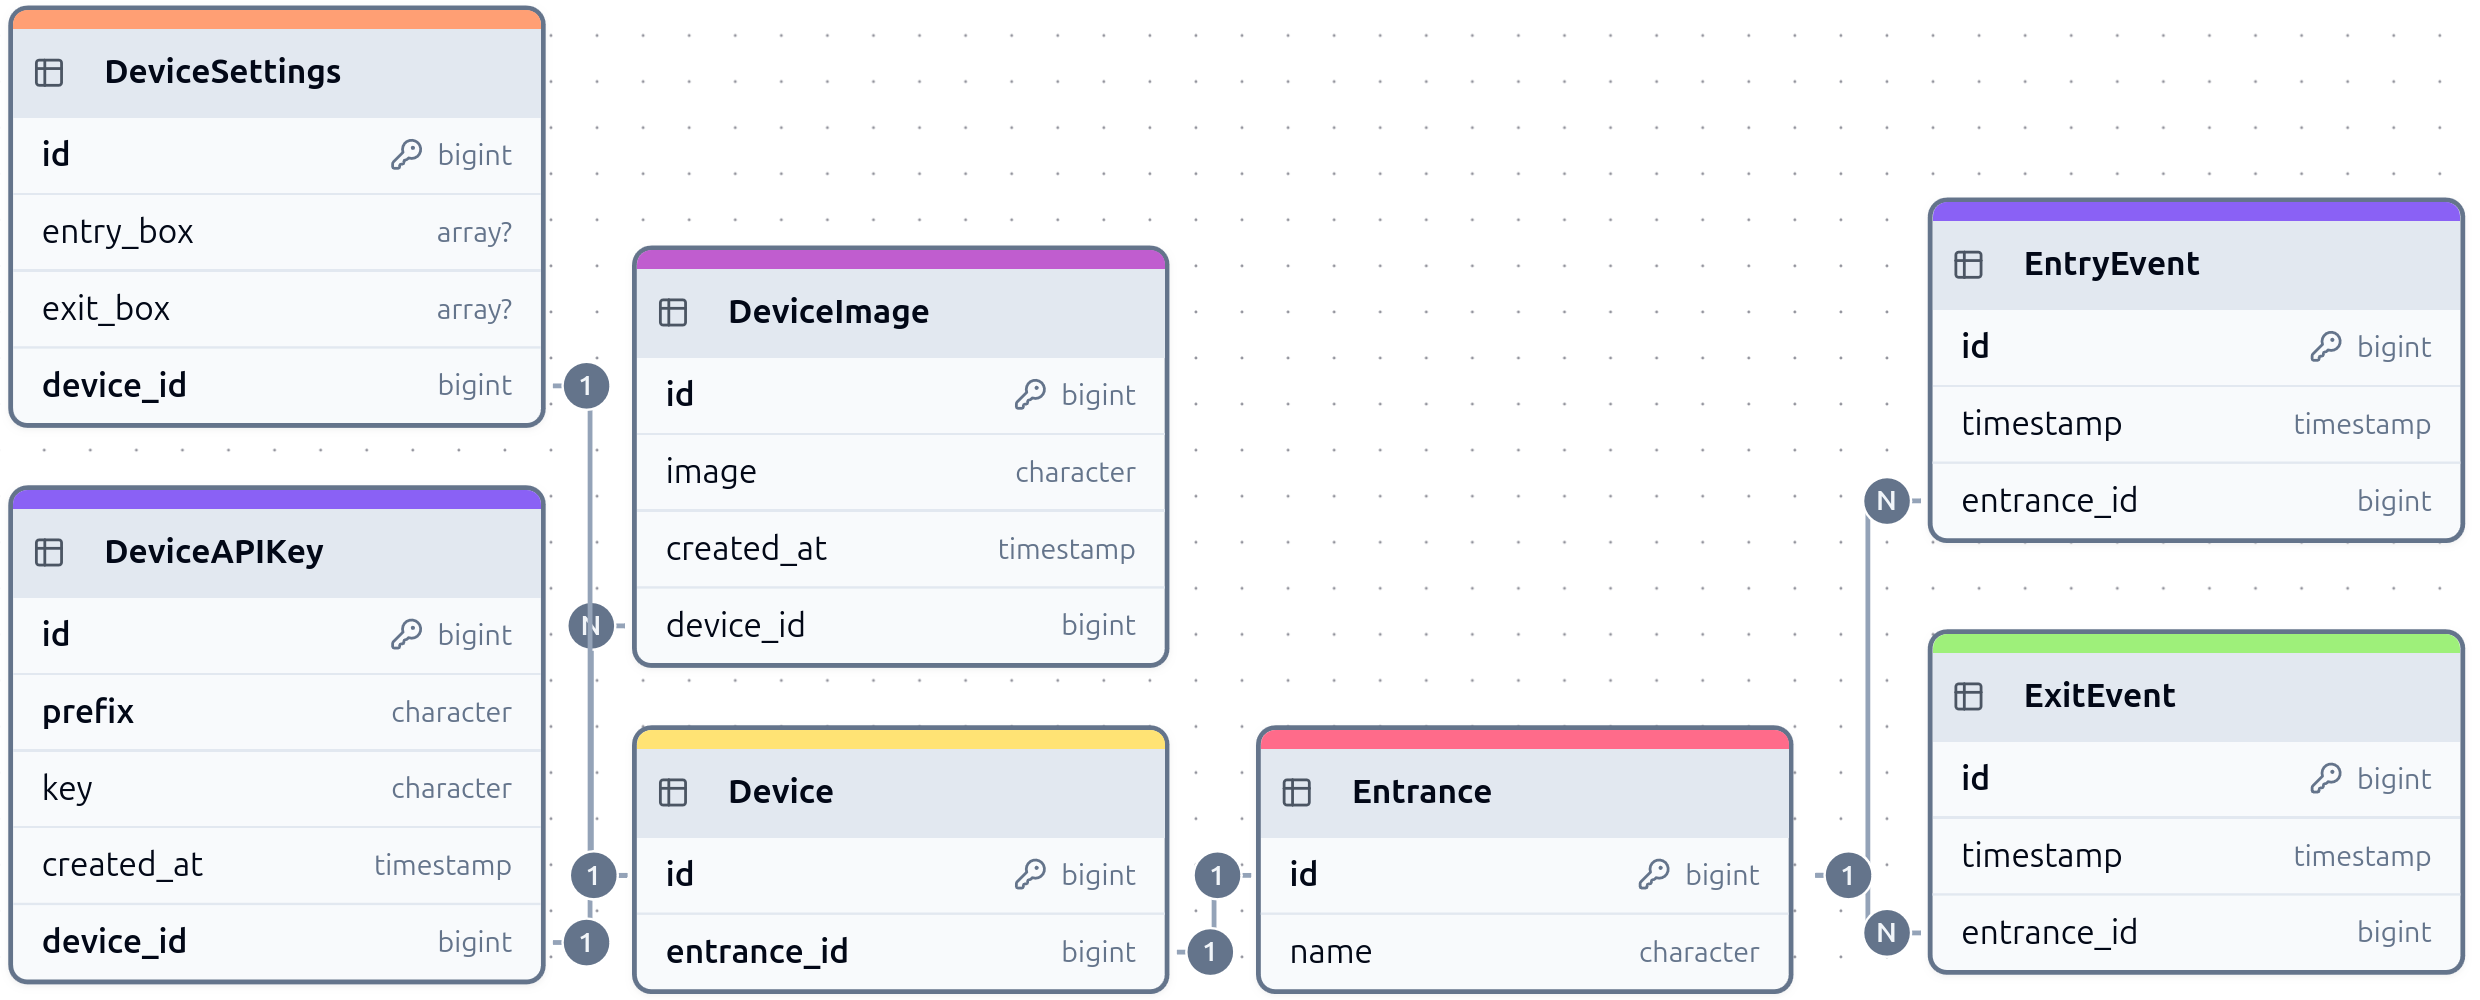 DeviceSettings
id bigint
entry_box array?
exit_box array?
device_id bigint
1
DeviceAPIKey
id bigint
prefix character
key character
created_at timestamp
device_id bigint
1
DeviceImage
id bigint
image character
created_at timestamp
N
device_id bigint
Device
1
id bigint
entrance_id bigint
1
Entrance
1
id bigint
1
name character
EntryEvent
id bigint
timestamp timestamp
N
entrance_id bigint
ExitEvent
id bigint
timestamp timestamp
N
entrance_id bigint